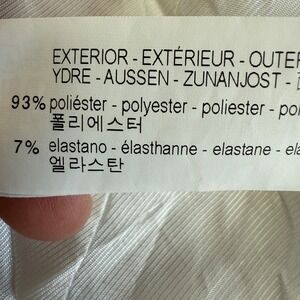 EXTERIOR - EXTÉRIEUR - OUTER
YDRE - AUSSEN - ZUNANJOST -
93% poliéster - polyester - poliester -
폴리에스터
7% elastano - élasthanne - elastane -
엘라스탄